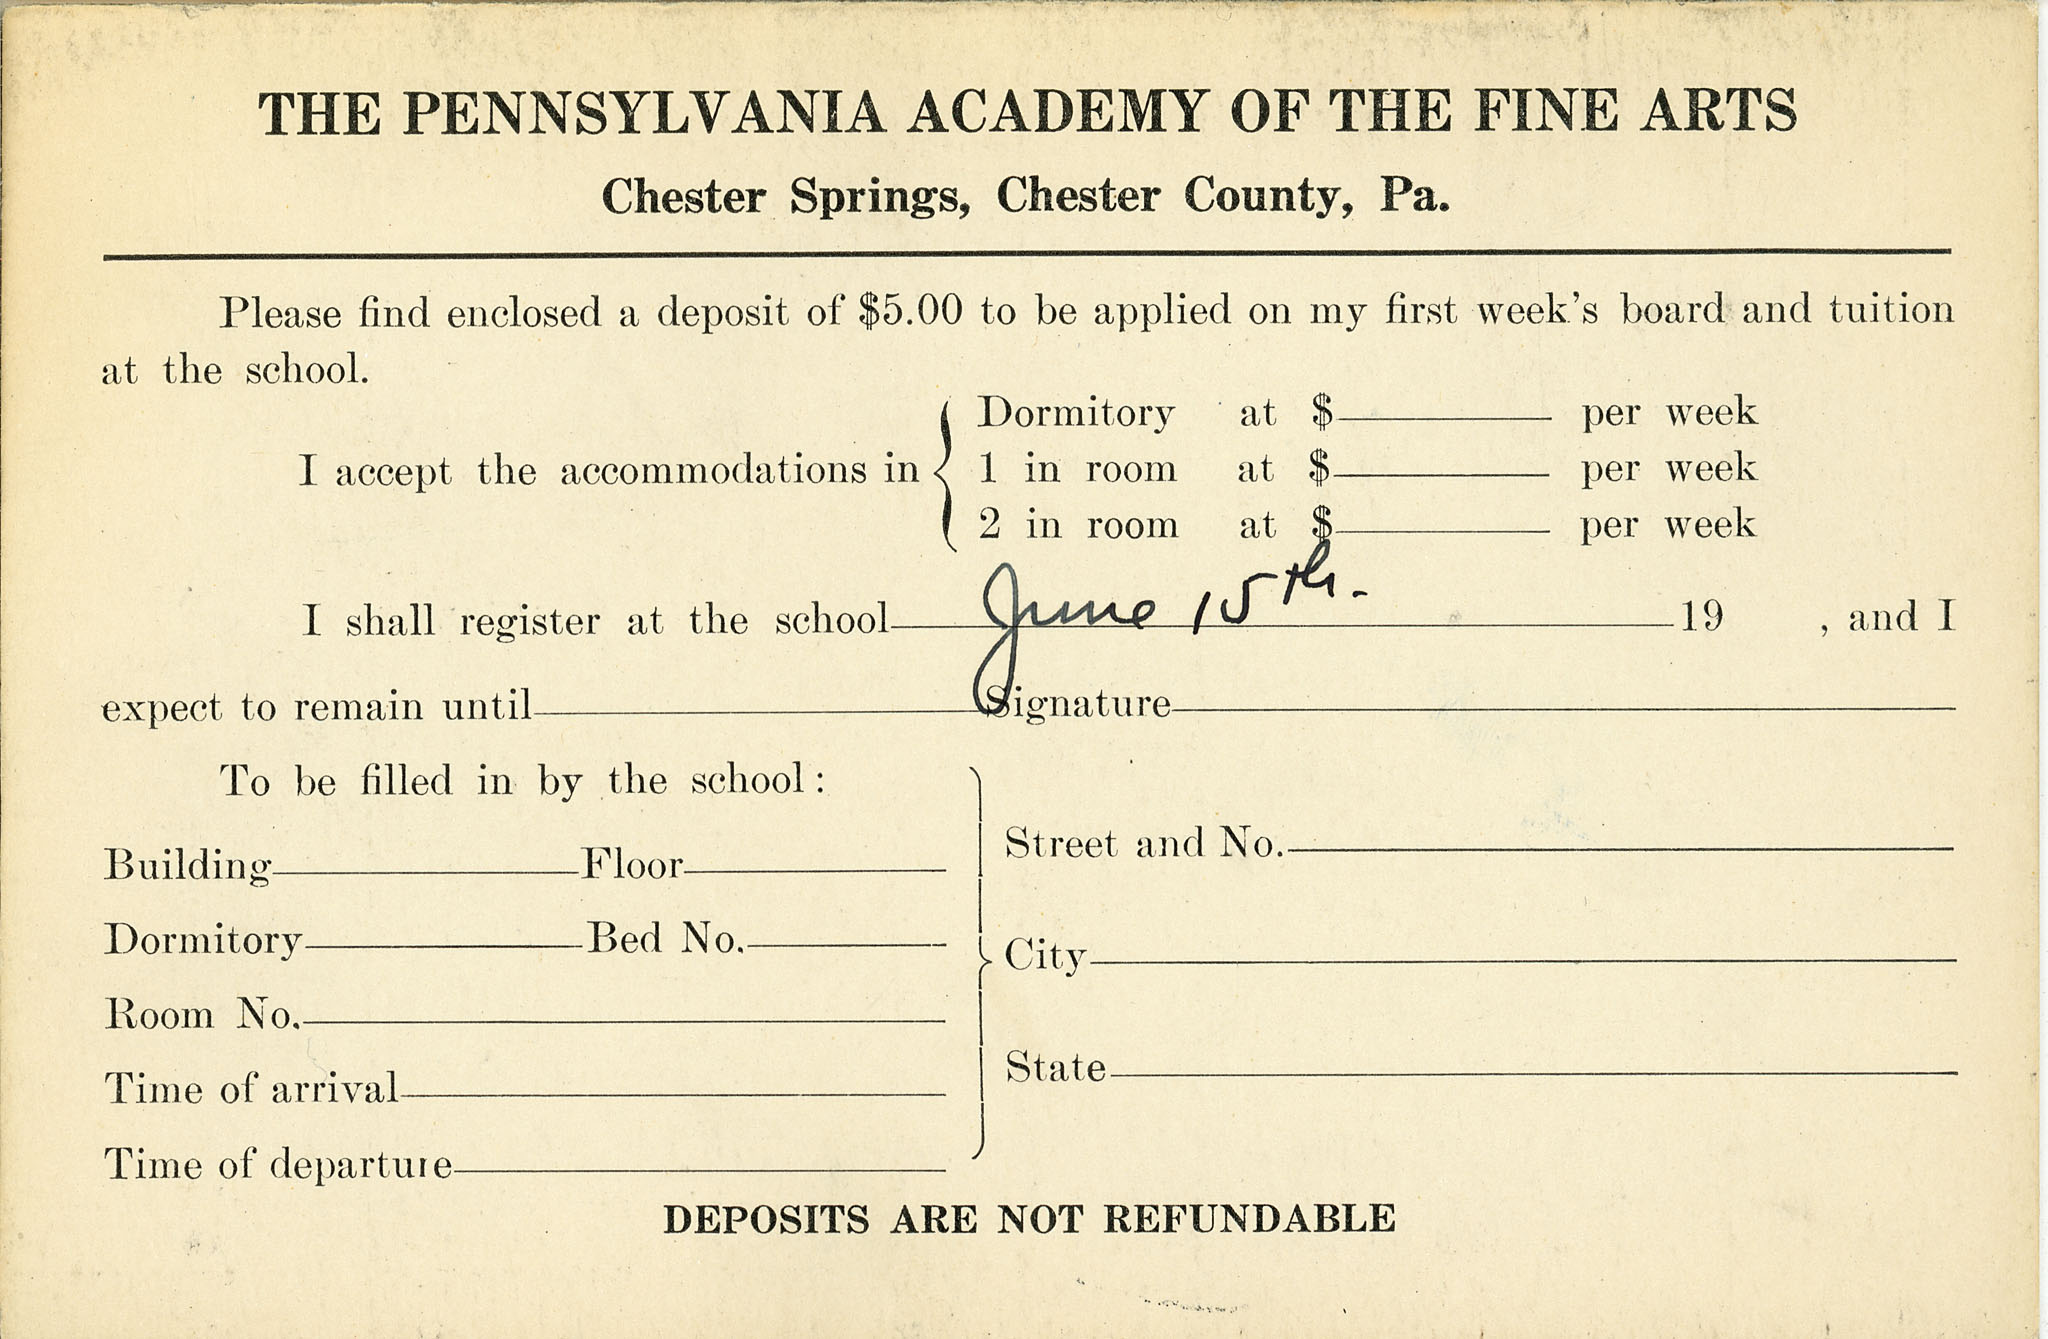 THE PENNSYLVANIA ACADEMY OF THE FINE ARTS
Chester Springs, Chester County, Pa.
Please find enclosed a deposit of $5.00 to be applied on my first week's board and tuition
at the school.
I accept the accommodations in
Dormitory at $ per week
1 in room at $ per week
2 in room at $ per week
I shall register at the school June 15th. 19 , and I
expect to remain until Signature
To be filled in by the school:
Building Floor
Dormitory Bed No.
Room No.
Time of arrival
Time of departure
Street and No.
City
State
DEPOSITS ARE NOT REFUNDABLE